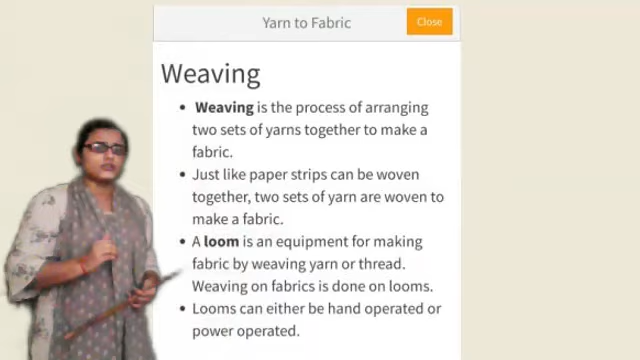 Yarn to Fabric
Close
Weaving
• Weaving is the process of arranging
two sets of yarns together to make a
fabric.
• Just like paper strips can be woven
together, two sets of yarn are woven to
make a fabric.
• A loom is an equipment for making
fabric by weaving yarn or thread.
Weaving on fabrics is done on looms.
• Looms can either be hand operated or
power operated.